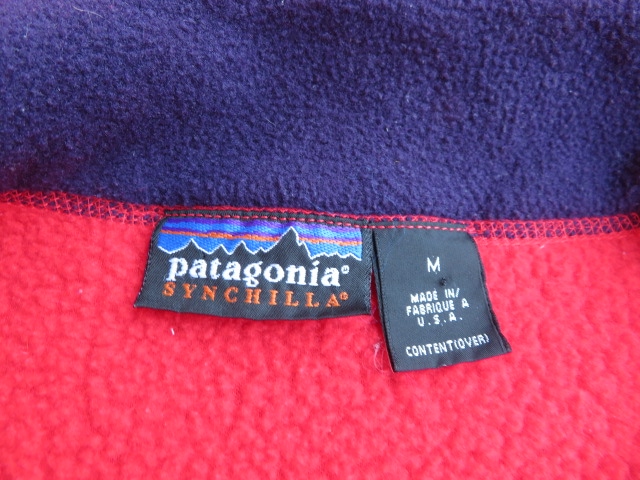 patagonia®
SYNCHILLA®
M
MADE IN/
FABRIQUE A
U.S.A.
CONTENT(OVER)